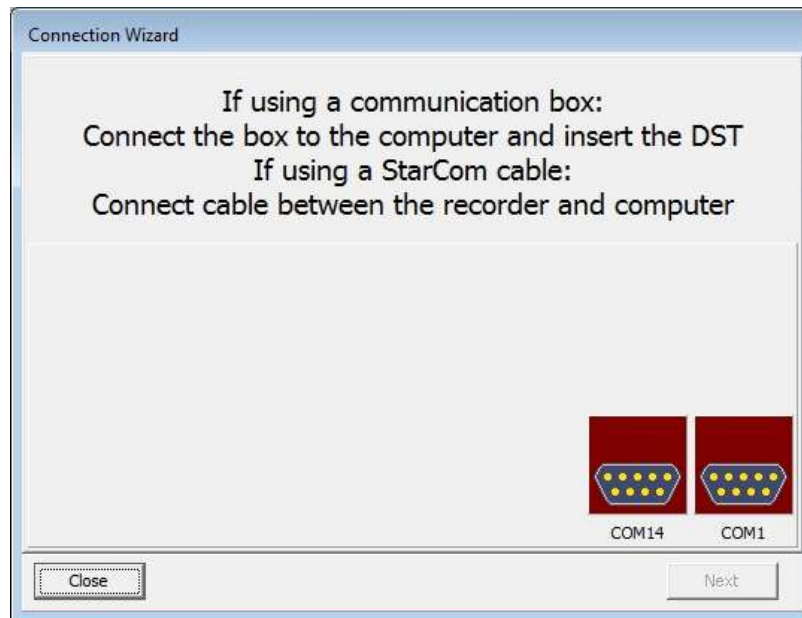 Connection Wizard
If using a communication box:
Connect the box to the computer and insert the DST
If using a StarCom cable:
Connect cable between the recorder and computer
COM14 COM1
Close Next